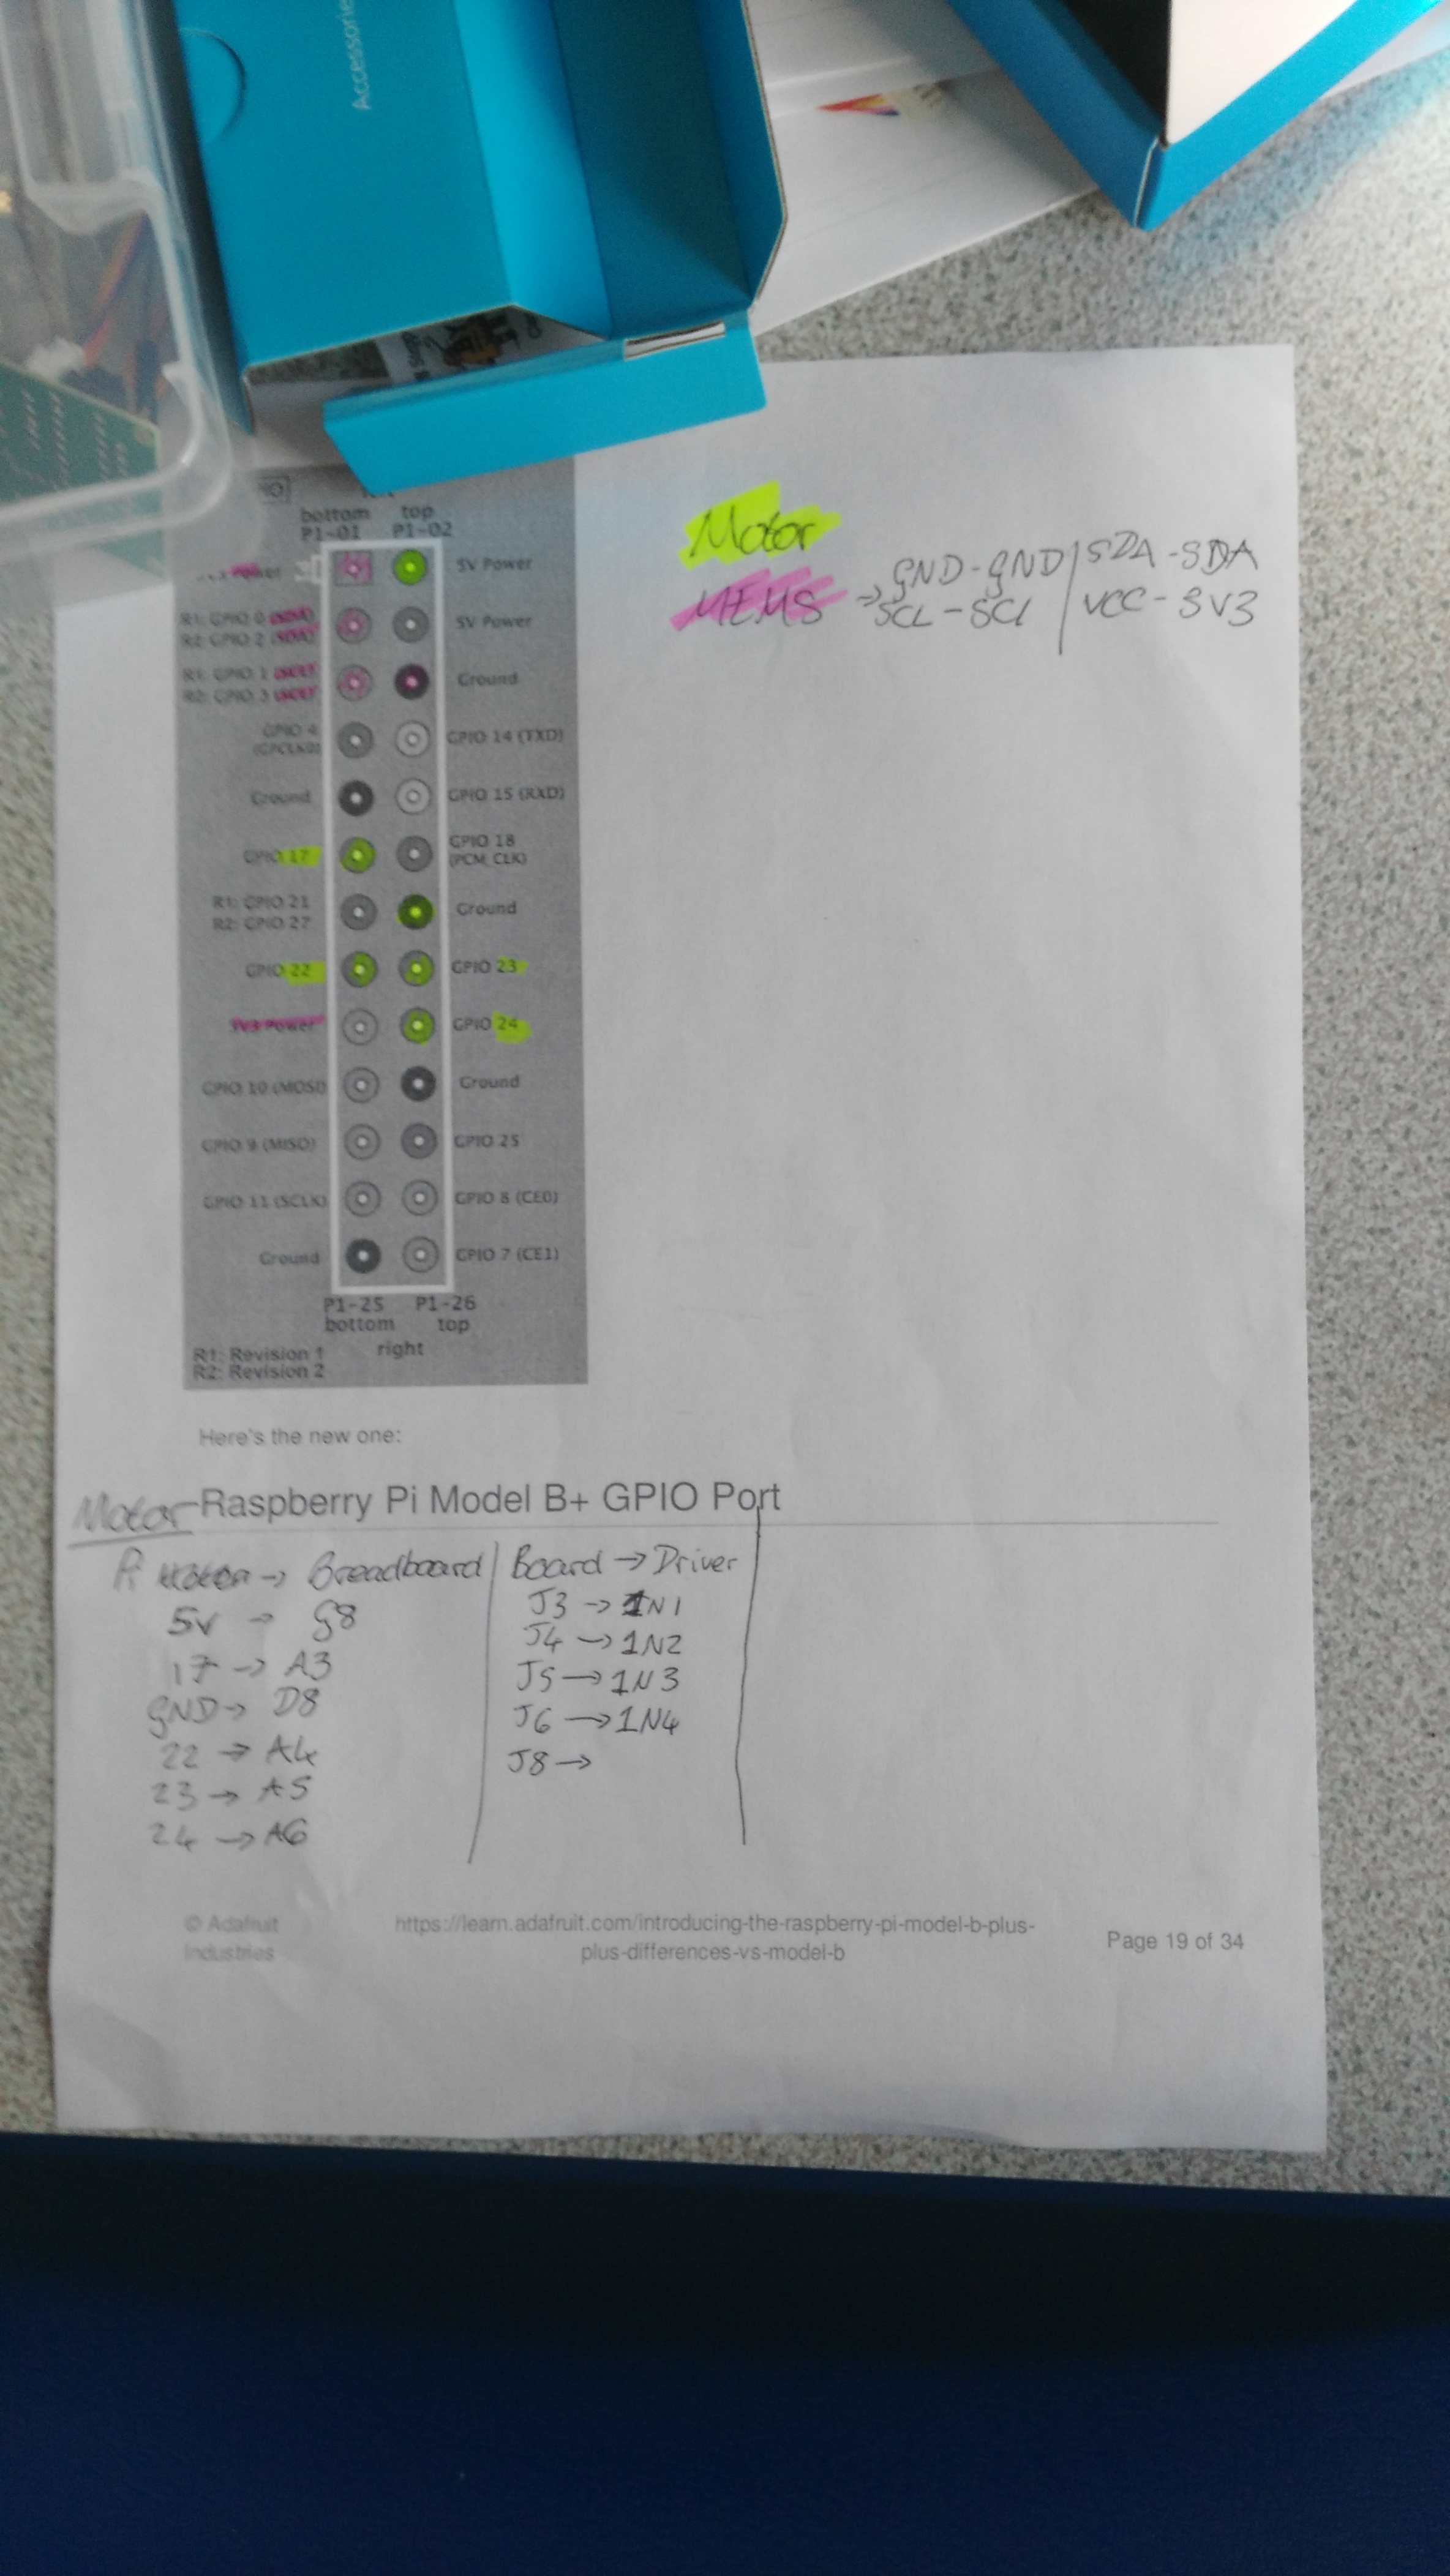 Accessorie
bottom top
P1-01 P1-02
Power 5V Power
R1: GPIO 0 (SDA)
R2: GPIO 2 (SDA) 5V Power
R1: GPIO 1 (SCL)
R2: GPIO 3 (SCL) Ground
GPIO 4
(GPCLK0) GPIO 14 (TXD)
Ground GPIO 15 (RXD)
GPIO 17 GPIO 18
(PCM_CLK)
R1: GPIO 21
R2: GPIO 27 Ground
GPIO 22 GPIO 23
3V3 Power GPIO 24
GPIO 10 (MOSI) Ground
GPIO 9 (MISO) GPIO 25
GPIO 11 (SCLK) GPIO 8 (CE0)
Ground GPIO 7 (CE1)
P1-25 P1-26
bottom top
right
R1: Revision 1
R2: Revision 2
Motor
MEMS → GND-GND | SDA-SDA
SCL-SCL | VCC-3V3
Here's the new one:
Motor Raspberry Pi Model B+ GPIO Port
Pi → Breadboard | Board → Driver
5V → G8
17 → A3
GND → D8
22 → A4
23 → A5
24 → A6
J3 → 1N1
J4 → 1N2
J5 → 1N3
J6 → 1N4
J8 →
© Adafruit
Industries
https://learn.adafruit.com/introducing-the-raspberry-pi-model-b-plus-
plus-differences-vs-model-b
Page 19 of 34